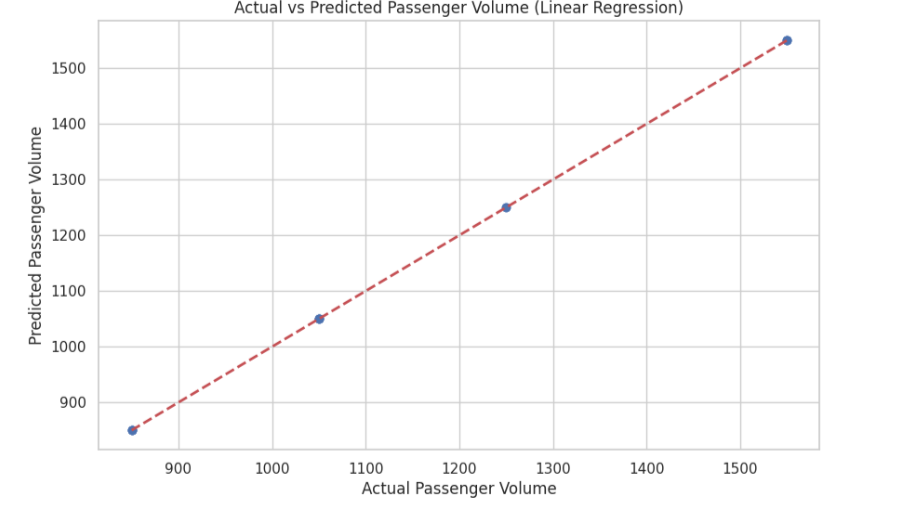 Actual vs Predicted Passenger Volume (Linear Regression)
Predicted Passenger Volume
1500
1400
1300
1200
1100
1000
900
900 1000 1100 1200 1300 1400 1500
Actual Passenger Volume